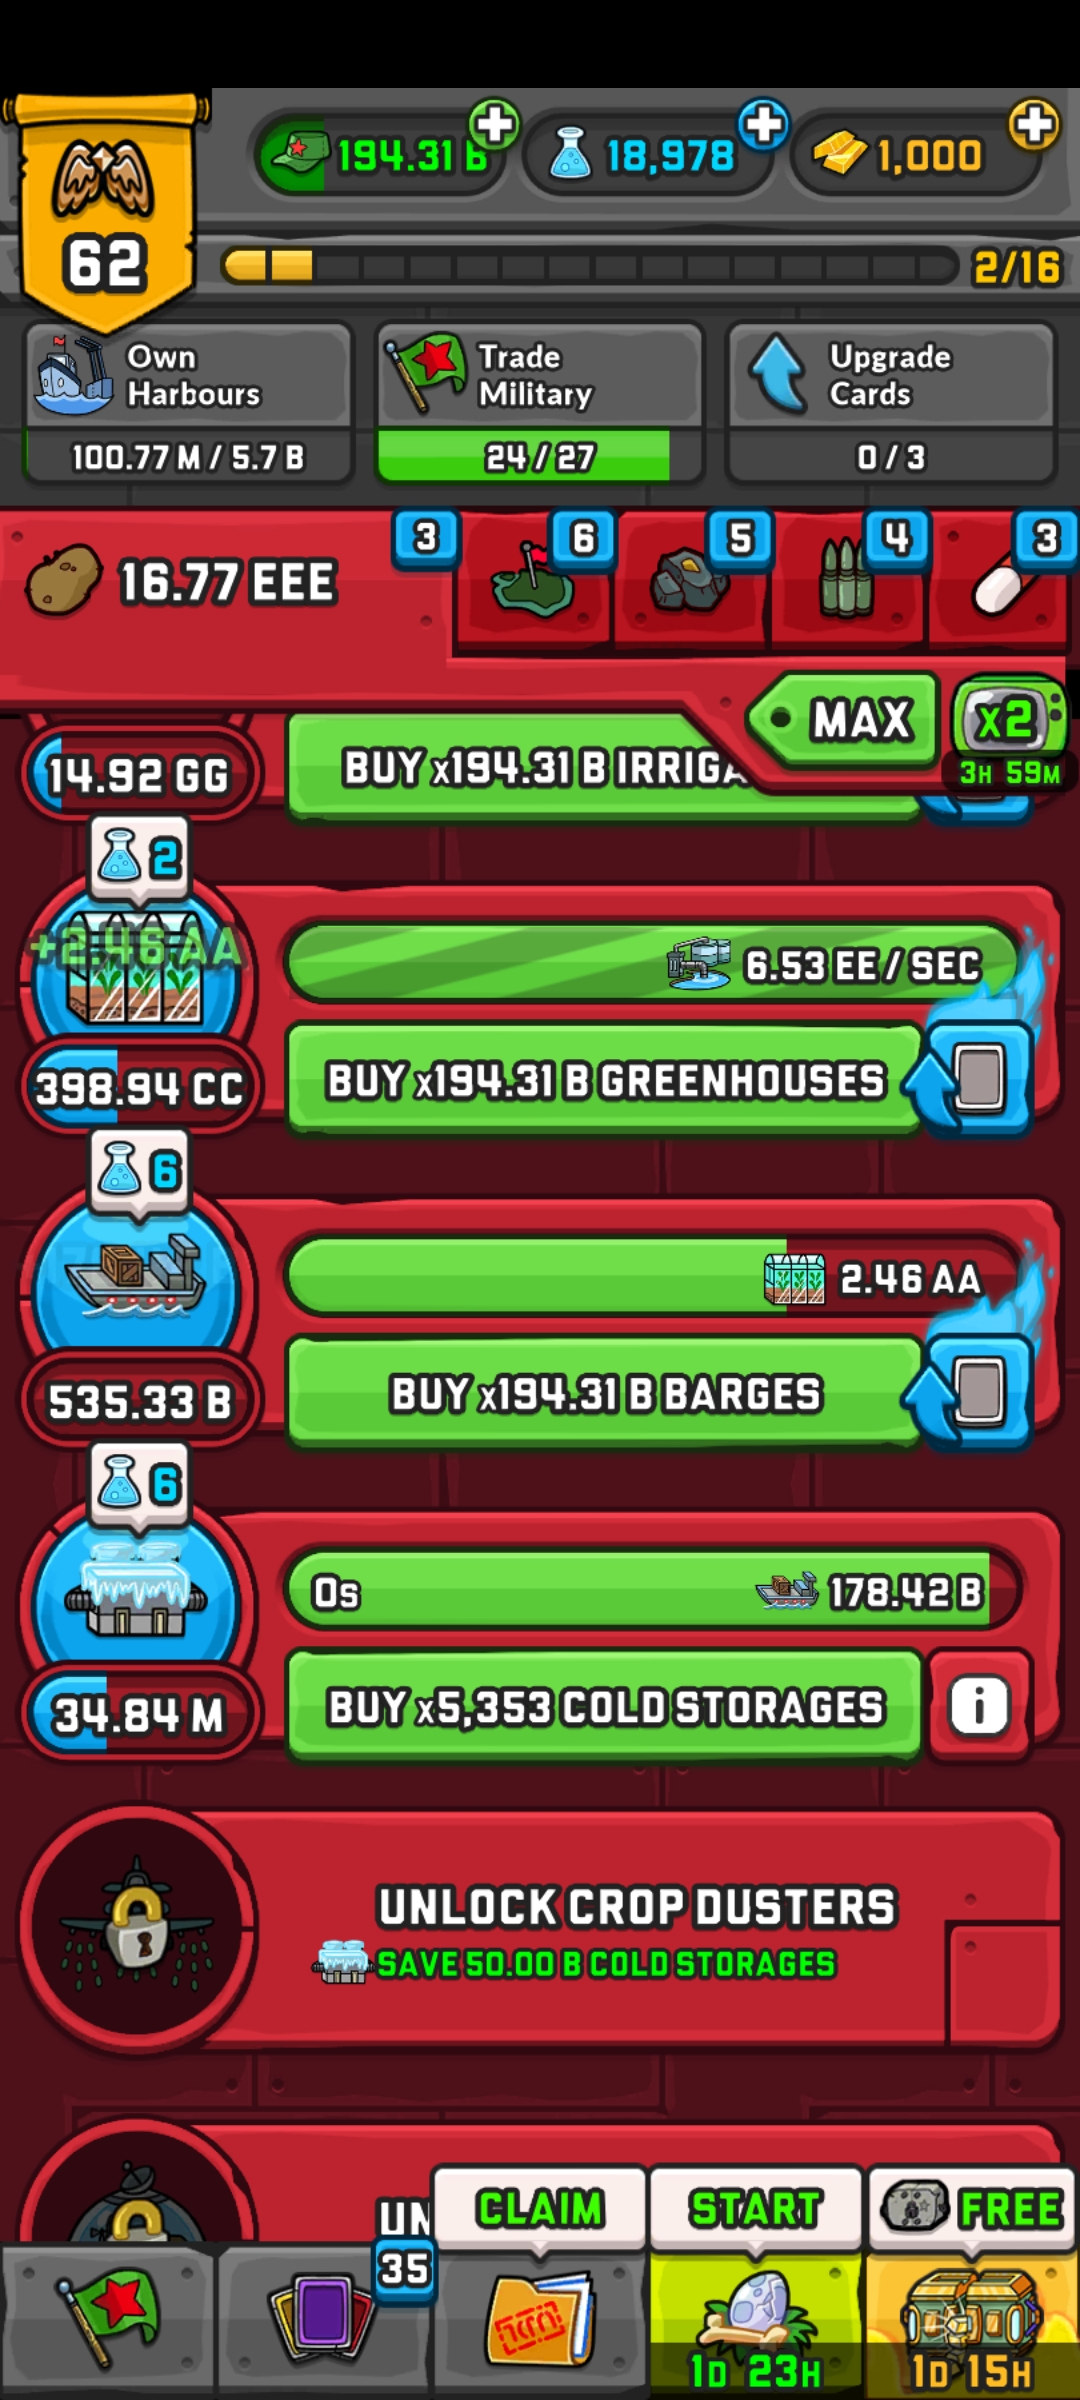 62
194.31 B
18,978
1,000
2/16
Own
Harbours
100.77 M / 5.7 B
Trade
Military
24 / 27
Upgrade
Cards
0 / 3
16.77 EEE
3
6
5
4
3
MAX
x2
3H 59M
14.92 GG
BUY x194.31 B IRRIGA
2
+2.46 AA
6.53 EE / SEC
398.94 CC
BUY x194.31 B GREENHOUSES
6
2.46 AA
535.33 B
BUY x194.31 B BARGES
6
0s
178.42 B
34.84 M
BUY x5,353 COLD STORAGES
i
UNLOCK CROP DUSTERS
SAVE 50.00 B COLD STORAGES
UN
CLAIM
START
FREE
35
1D 23H
1D 15H